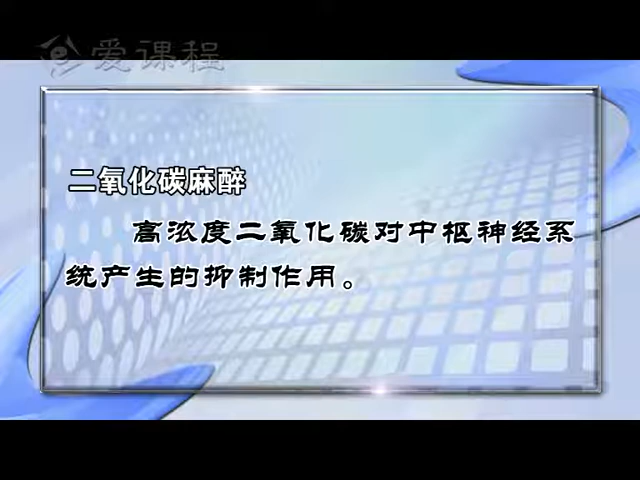 爱课程
二氧化碳麻醉
高浓度二氧化碳对中枢神经系
统产生的抑制作用。